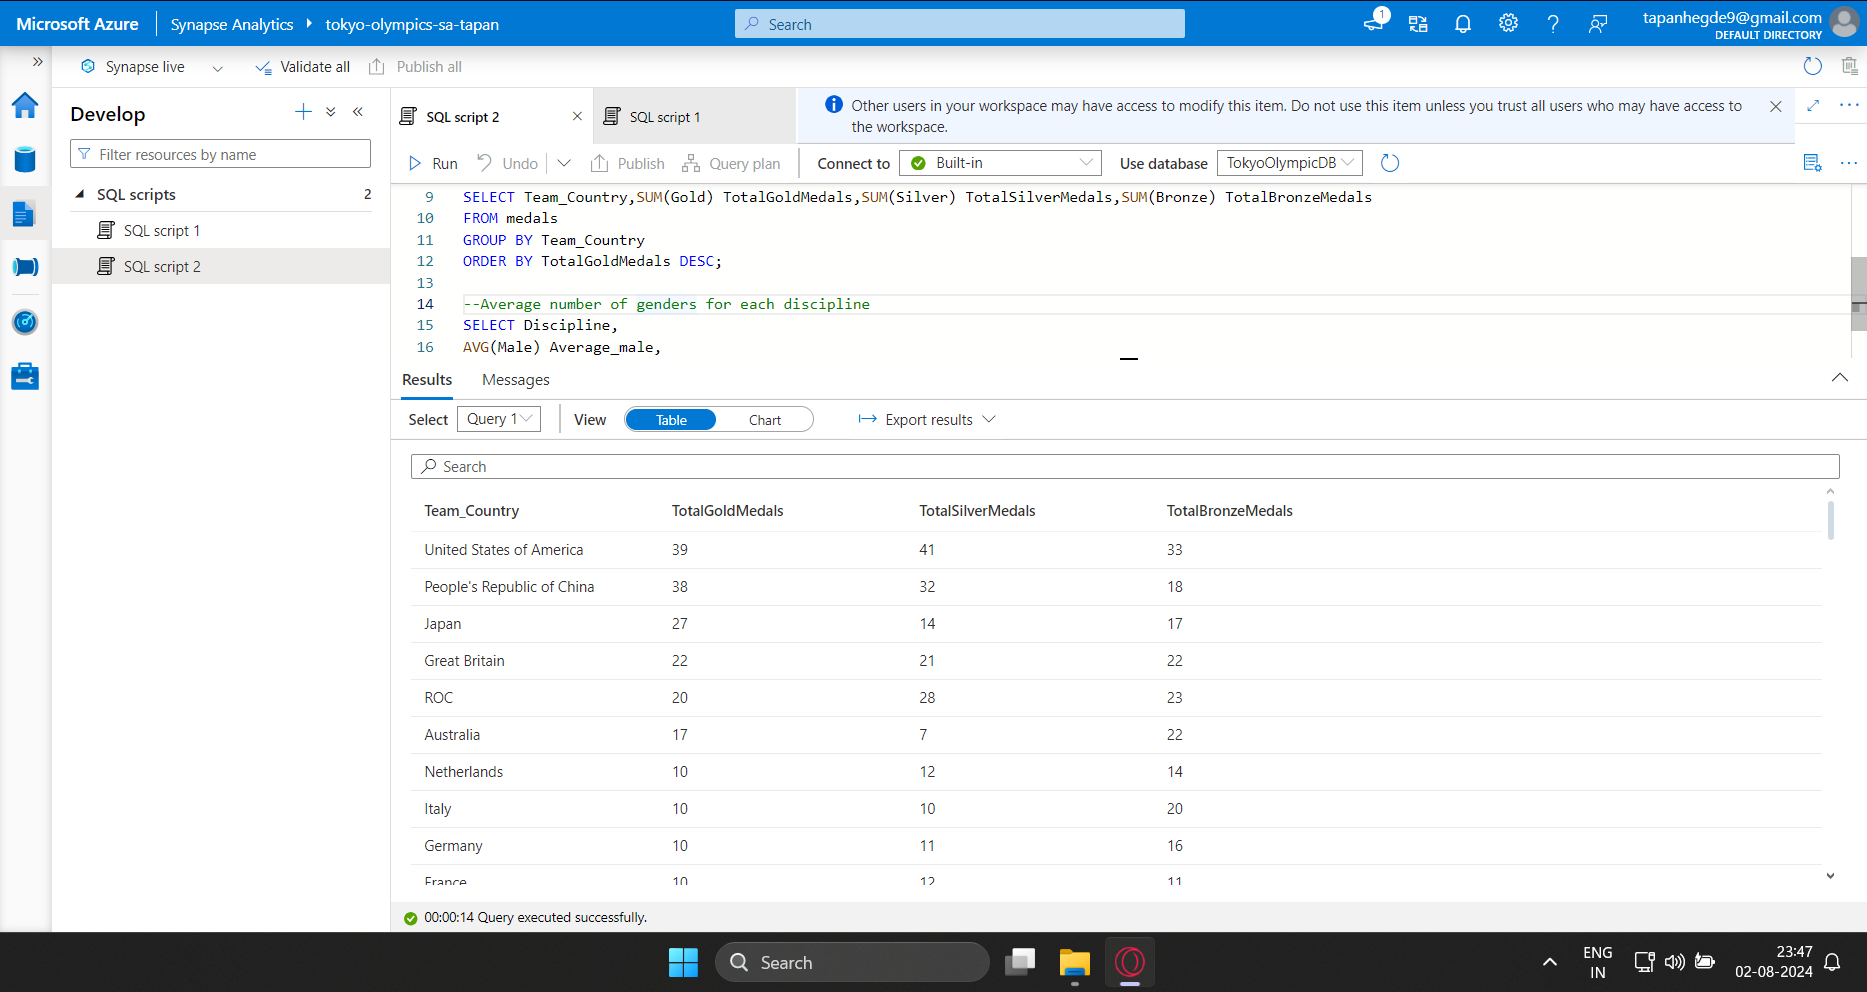 Microsoft Azure
Synapse Analytics
tokyo-olympics-sa-tapan
Search
1
tapanhegde9@gmail.com
DEFAULT DIRECTORY
Synapse live
Validate all
Publish all
Develop
Filter resources by name
SQL scripts
2
SQL script 1
SQL script 2
SQL script 2
SQL script 1
Other users in your workspace may have access to modify this item. Do not use this item unless you trust all users who may have access to
the workspace.
Run
Undo
Publish
Query plan
Connect to
Built-in
Use database
TokyoOlympicDB
9 SELECT Team_Country,SUM(Gold) TotalGoldMedals,SUM(Silver) TotalSilverMedals,SUM(Bronze) TotalBronzeMedals
10 FROM medals
11 GROUP BY Team_Country
12 ORDER BY TotalGoldMedals DESC;
13
14 --Average number of genders for each discipline
15 SELECT Discipline,
16 AVG(Male) Average_male,
Results
Messages
Select
Query 1
View
Table
Chart
Export results
Search
Team_Country TotalGoldMedals TotalSilverMedals TotalBronzeMedals
United States of America 39 41 33
People's Republic of China 38 32 18
Japan 27 14 17
Great Britain 22 21 22
ROC 20 28 23
Australia 17 7 22
Netherlands 10 12 14
Italy 10 10 20
Germany 10 11 16
France 10 12 11
00:00:14 Query executed successfully.
Search
ENG
IN
23:47
02-08-2024